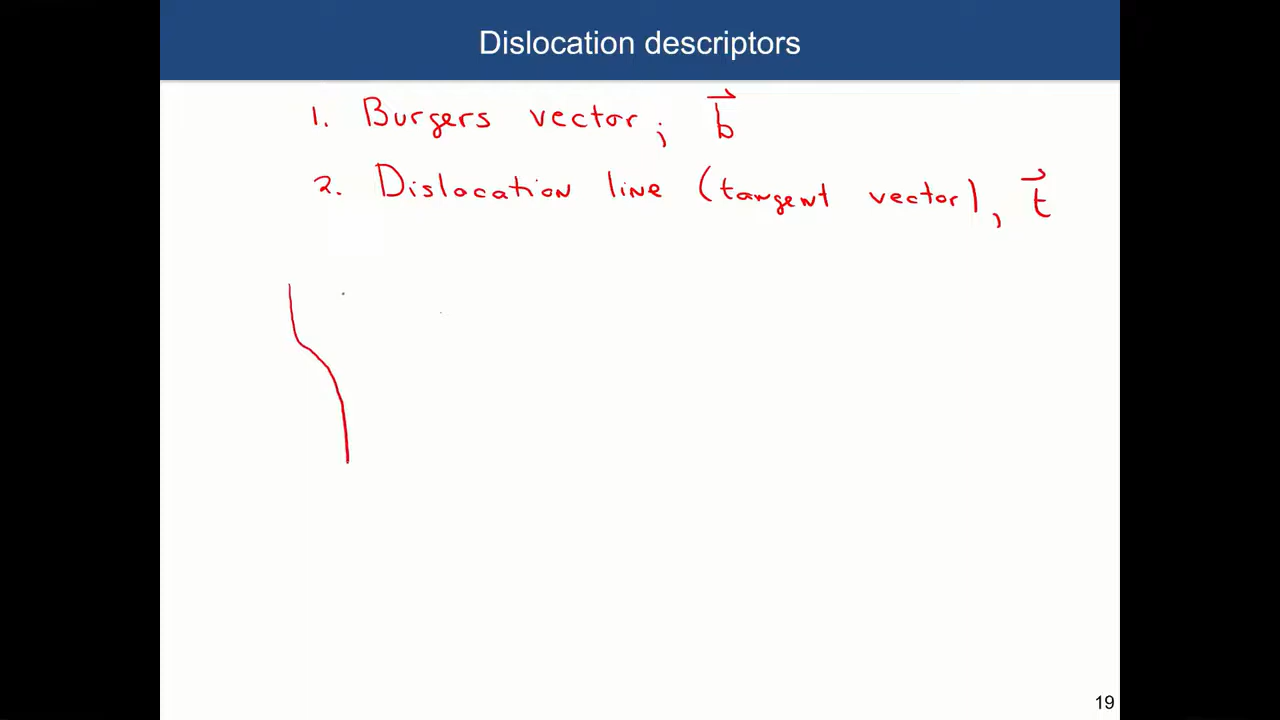 Dislocation descriptors
1. Burgers vector; b⃗
2. Dislocation line (tangent vector), t⃗
19